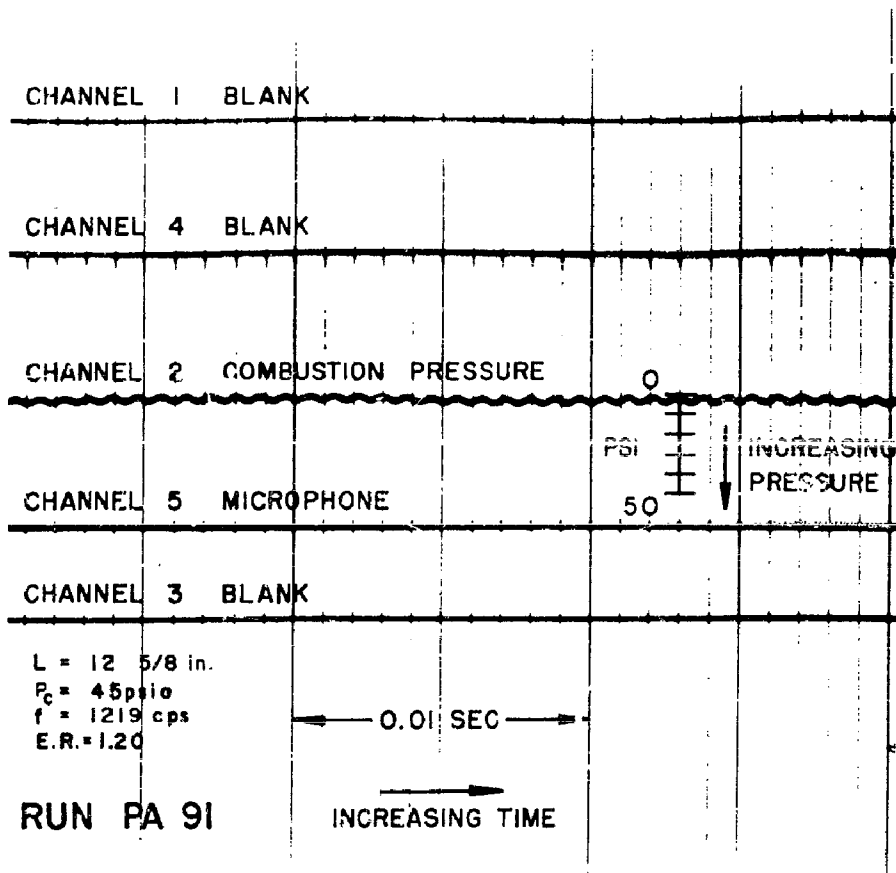 CHANNEL 1 BLANK
CHANNEL 4 BLANK
CHANNEL 2 COMBUSTION PRESSURE
0
PSI
INCREASING
PRESSURE
50
CHANNEL 5 MICROPHONE
CHANNEL 3 BLANK
L = 12 5/8 in.
Pc = 45psia
f = 1219 cps
E.R.=1.20
0.01 SEC
RUN PA 91
INCREASING TIME